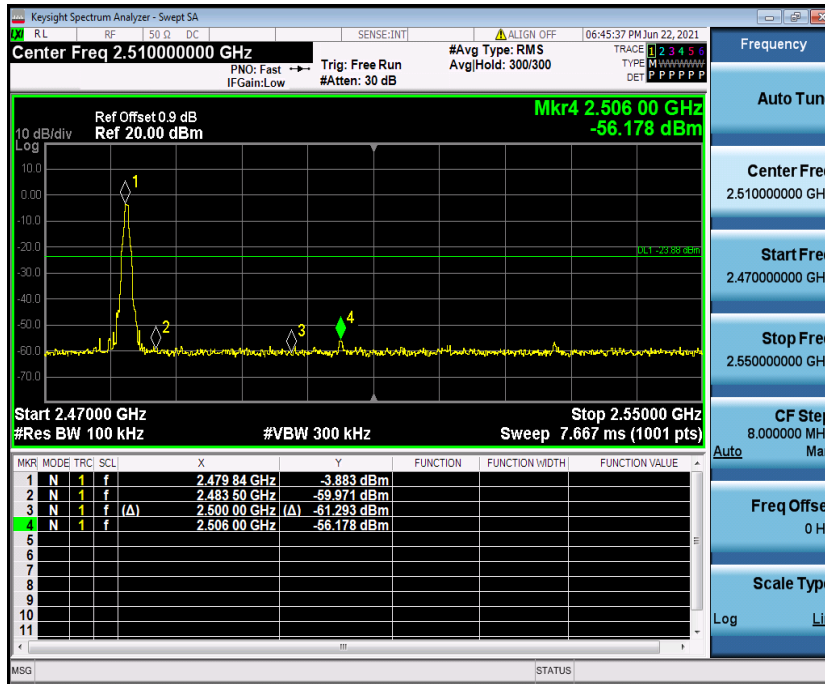 Keysight Spectrum Analyzer - Swept SA
LXI RL RF 50 Ω DC SENSE:INT ALIGN OFF 06:45:37 PM Jun 22, 2021
Center Freq 2.510000000 GHz
PNO: Fast
IFGain:Low
Trig: Free Run
#Atten: 30 dB
#Avg Type: RMS
Avg|Hold: 300/300
TRACE 1 2 3 4 5 6
TYPE M WWWWW
DET P P P P P P
Mkr4 2.506 00 GHz
-56.178 dBm
Ref Offset 0.9 dB
10 dB/div Ref 20.00 dBm
Log
10.0
0.00
-10.0
-20.0
-30.0
-40.0
-50.0
-60.0
-70.0
1
2
3
4
DL1 -23.88 dBm
Start 2.47000 GHz Stop 2.55000 GHz
#Res BW 100 kHz #VBW 300 kHz Sweep 7.667 ms (1001 pts)
MKR MODE TRC SCL X Y FUNCTION FUNCTION WIDTH FUNCTION VALUE
1 N 1 f 2.479 84 GHz -3.883 dBm
2 N 1 f 2.483 50 GHz -59.971 dBm
3 N 1 f (Δ) 2.500 00 GHz (Δ) -61.293 dBm
4 N 1 f 2.506 00 GHz -56.178 dBm
5
6
7
8
9
10
11
MSG STATUS
Frequency
Auto Tun
Center Fre
2.510000000 GH
Start Fre
2.470000000 GH
Stop Fre
2.550000000 GH
CF Step
8.000000 MH
Auto Ma
Freq Offse
0 H
Scale Type
Log Li